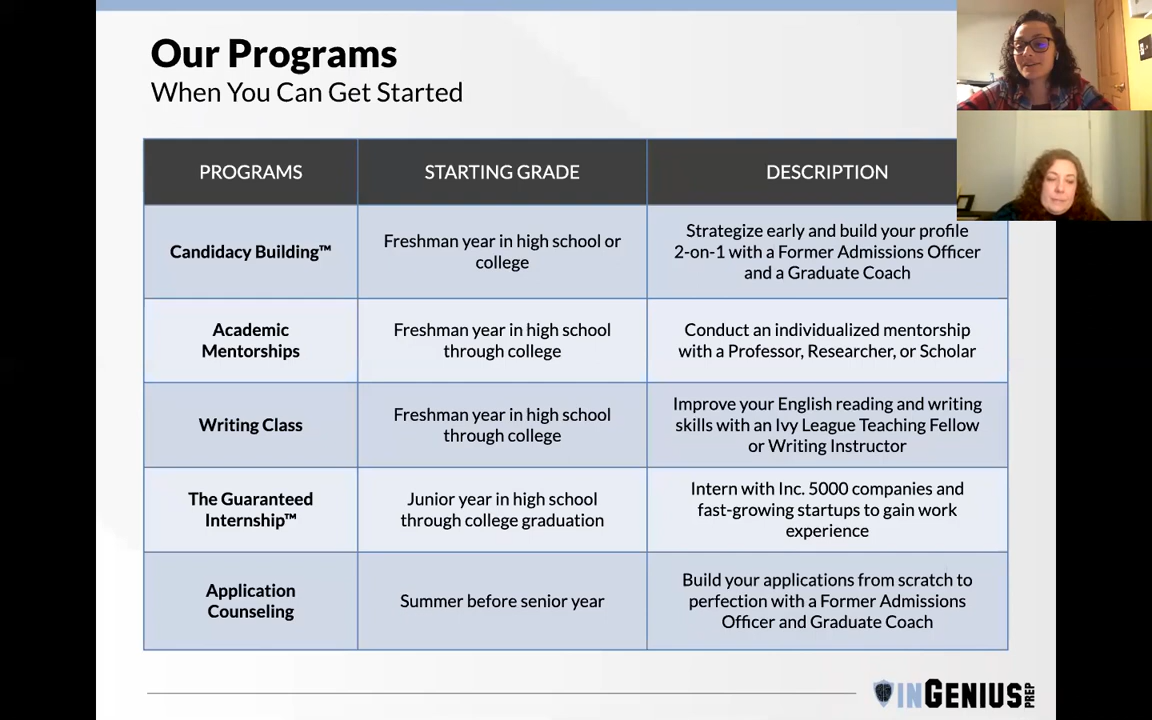 Our Programs
When You Can Get Started
PROGRAMS
STARTING GRADE
DESCRIPTION
Candidacy Building™
Freshman year in high school or
college
Strategize early and build your profile
2-on-1 with a Former Admissions Officer
and a Graduate Coach
Academic
Mentorships
Freshman year in high school
through college
Conduct an individualized mentorship
with a Professor, Researcher, or Scholar
Writing Class
Freshman year in high school
through college
Improve your English reading and writing
skills with an Ivy League Teaching Fellow
or Writing Instructor
The Guaranteed
Internship™
Junior year in high school
through college graduation
Intern with Inc. 5000 companies and
fast-growing startups to gain work
experience
Application
Counseling
Summer before senior year
Build your applications from scratch to
perfection with a Former Admissions
Officer and Graduate Coach
INGENIUS PREP